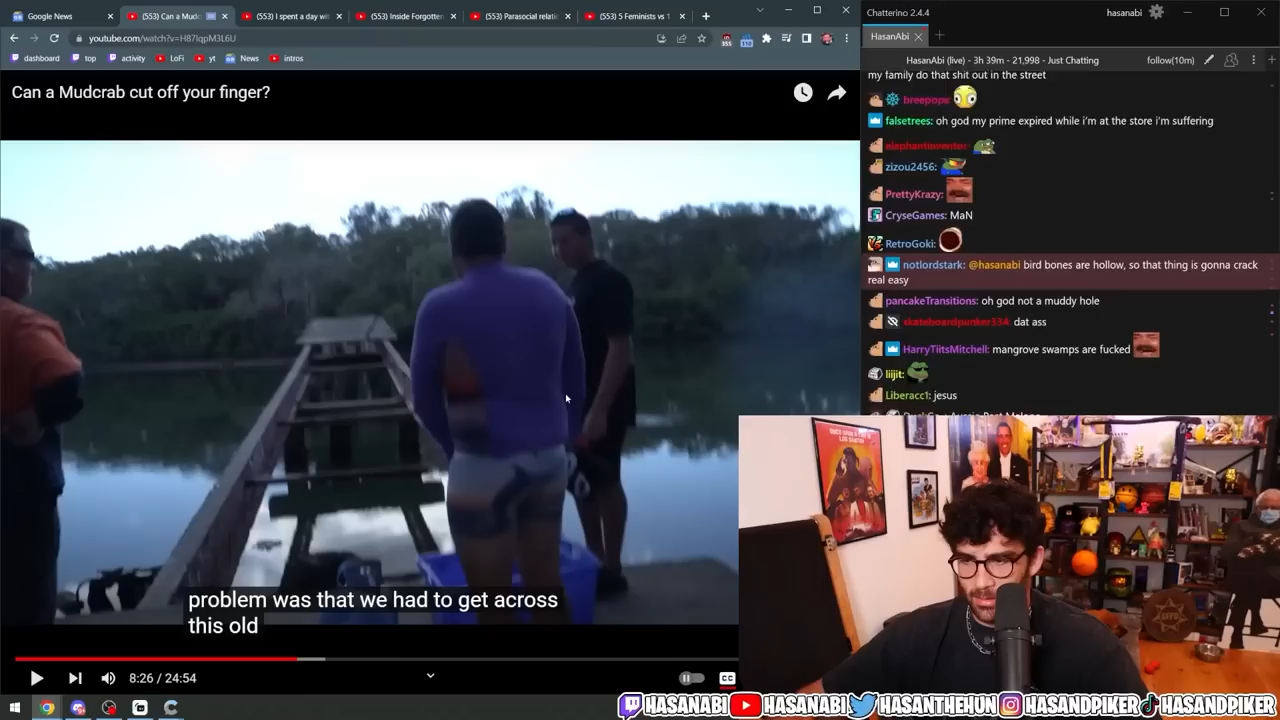 Google News
(553) Can a Mudc
(553) I spent a day wit
(553) Inside Forgotten
(553) Parasocial relatio
(553) 5 Feminists vs 1
youtube.com/watch?v=H87IqpM3L6U
dashboard
top
activity
LoFi
yt
News
intros
Can a Mudcrab cut off your finger?
problem was that we had to get across
this old
8:26 / 24:54
CC
Chatterino 2.4.4
hasanabi
HasanAbi
HasanAbi (live) - 3h 39m - 21,998 - Just Chatting
follow(10m)
my family do that shit out in the street
breepops:
falsetrees: oh god my prime expired while i'm at the store i'm suffering
elephantinventor:
zizou2456:
PrettyKrazy:
CryseGames: MaN
RetroGoki:
notlordstark: @hasanabi bird bones are hollow, so that thing is gonna crack
real easy
pancakeTransitions: oh god not a muddy hole
skateboardpunker334: dat ass
HarryTiitsMitchell: mangrove swamps are fucked
liijit:
Liberacc1: jesus
HASANABI
HASANABI
HASANTHEHUN
HASANDPIKER
HASANDPIKER